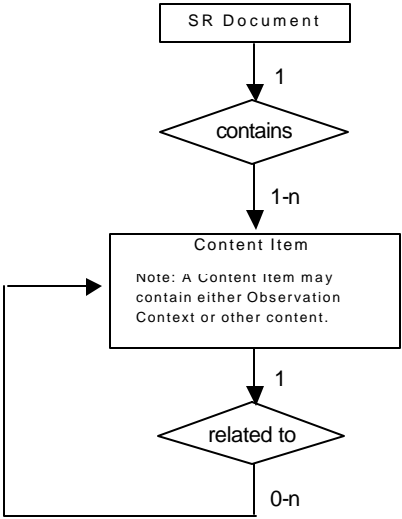 SR Document
1
contains
1-n
Content Item
Note: A Content Item may
contain either Observation
Context or other content.
1
related to
0-n